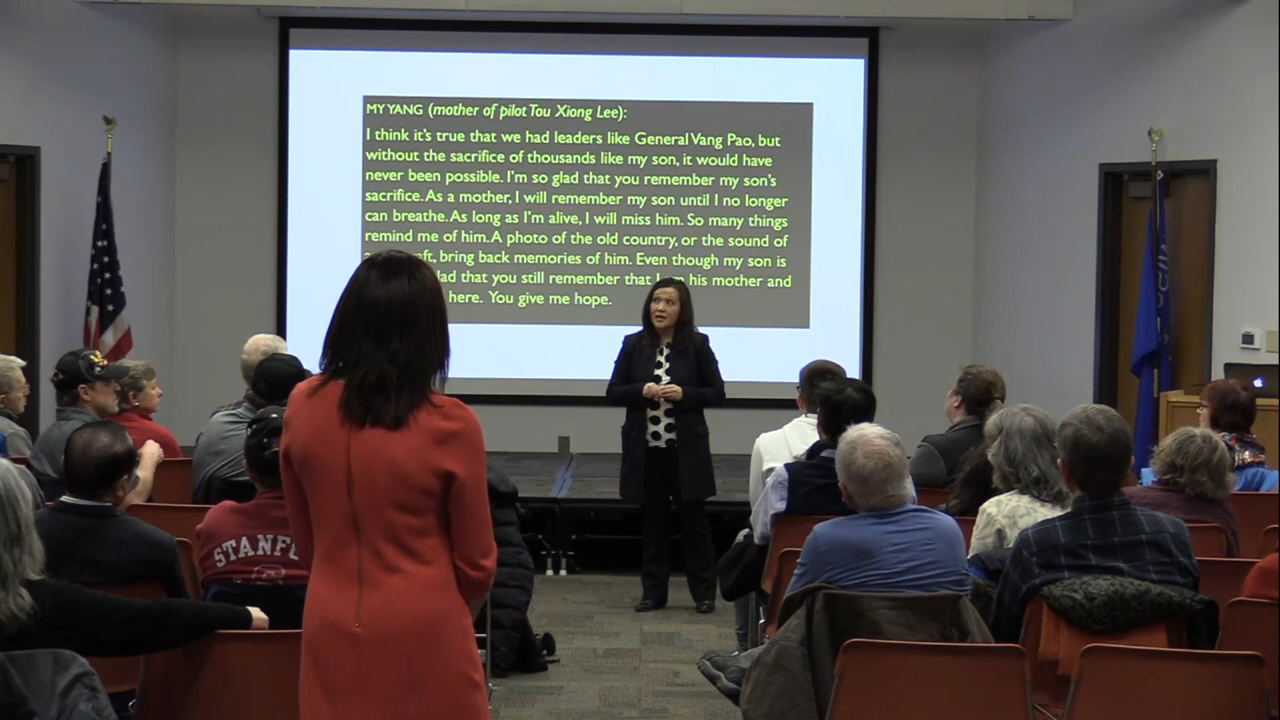 MY YANG (mother of pilot Tou Xiong Lee):
I think it's true that we had leaders like General Vang Pao, but
without the sacrifice of thousands like my son, it would have
never been possible. I'm so glad that you remember my son's
sacrifice. As a mother, I will remember my son until I no longer
can breathe. As long as I'm alive, I will miss him. So many things
remind me of him. A photo of the old country, or the sound of
bring back memories of him. Even though my son is
that you still remember that his mother and
here. You give me hope.
STANF